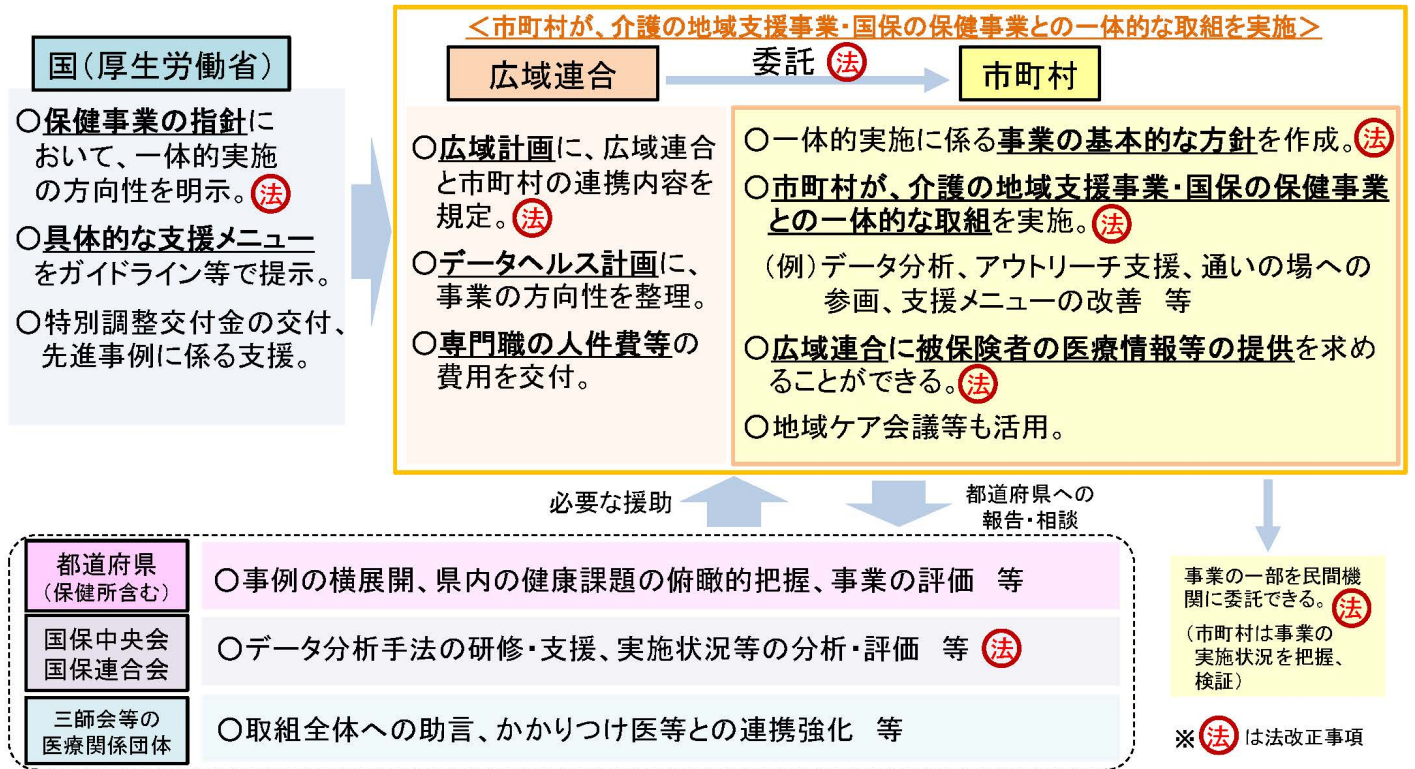 ＜市町村が、介護の地域支援事業・国保の保健事業との一体的な取組を実施＞
国(厚生労働省)
○保健事業の指針に
おいて、一体的実施
の方向性を明示。法
○具体的な支援メニュー
をガイドライン等で提示。
○特別調整交付金の交付、
先進事例に係る支援。
広域連合
委託 法
市町村
○広域計画に、広域連合
と市町村の連携内容を
規定。法
○データヘルス計画に、
事業の方向性を整理。
○専門職の人件費等の
費用を交付。
○一体的実施に係る事業の基本的な方針を作成。法
○市町村が、介護の地域支援事業・国保の保健事業
との一体的な取組を実施。法
(例)データ分析、アウトリーチ支援、通いの場への
参画、支援メニューの改善 等
○広域連合に被保険者の医療情報等の提供を求め
ることができる。法
○地域ケア会議等も活用。
必要な援助
都道府県への
報告・相談
都道府県
(保健所含む)
○事例の横展開、県内の健康課題の俯瞰的把握、事業の評価 等
国保中央会
国保連合会
○データ分析手法の研修・支援、実施状況等の分析・評価 等 法
三師会等の
医療関係団体
○取組全体への助言、かかりつけ医等との連携強化 等
事業の一部を民間機
関に委託できる。法
(市町村は事業の
実施状況を把握、
検証)
※法は法改正事項